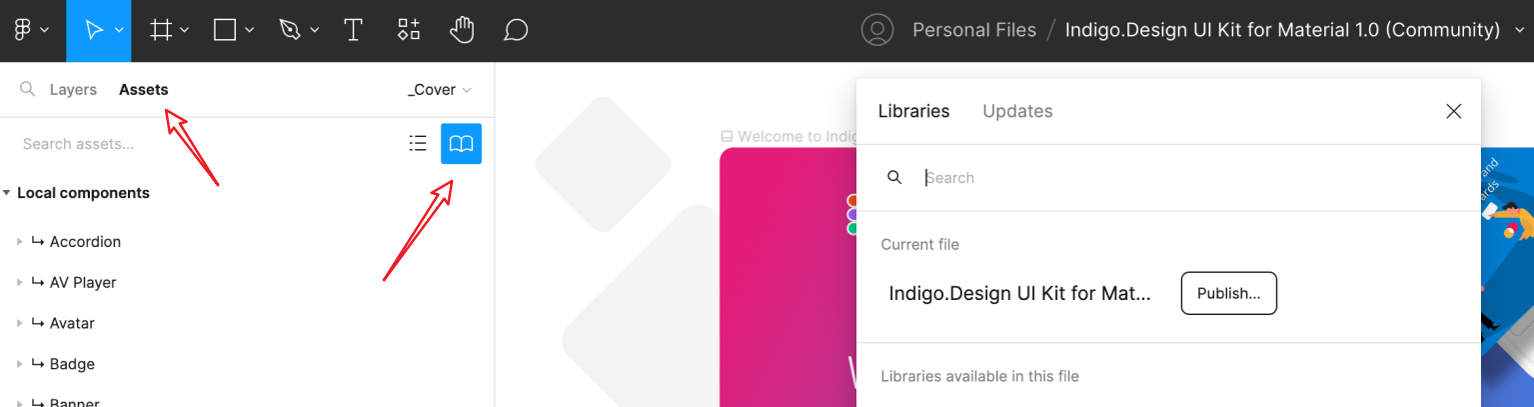 Personal Files / Indigo.Design UI Kit for Material 1.0 (Community)
Layers Assets _Cover
Search assets...
Local components
Accordion
AV Player
Avatar
Badge
Banner
Welcome to Indig
Libraries Updates
Search
Current file
Indigo.Design UI Kit for Mat... Publish...
Libraries available in this file
and